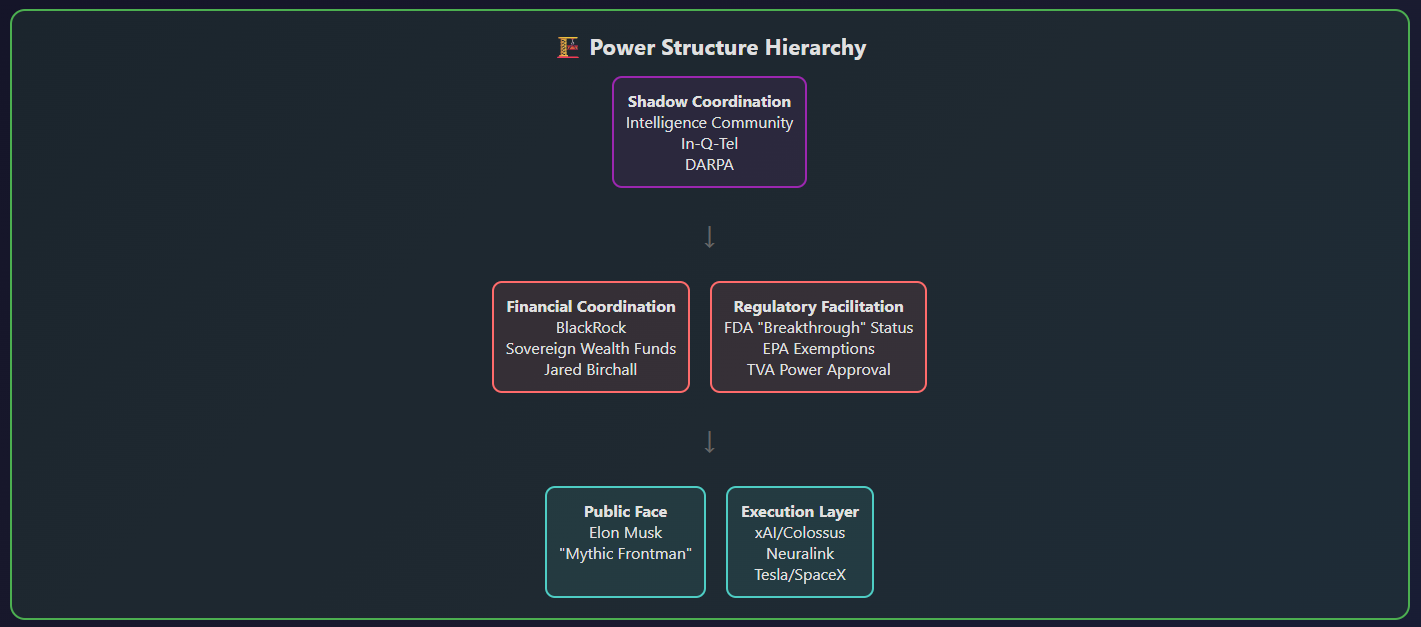 🏗️ Power Structure Hierarchy
Shadow Coordination
Intelligence Community
In-Q-Tel
DARPA
↓
Financial Coordination
BlackRock
Sovereign Wealth Funds
Jared Birchall
Regulatory Facilitation
FDA "Breakthrough" Status
EPA Exemptions
TVA Power Approval
↓
Public Face
Elon Musk
"Mythic Frontman"
Execution Layer
xAI/Colossus
Neuralink
Tesla/SpaceX